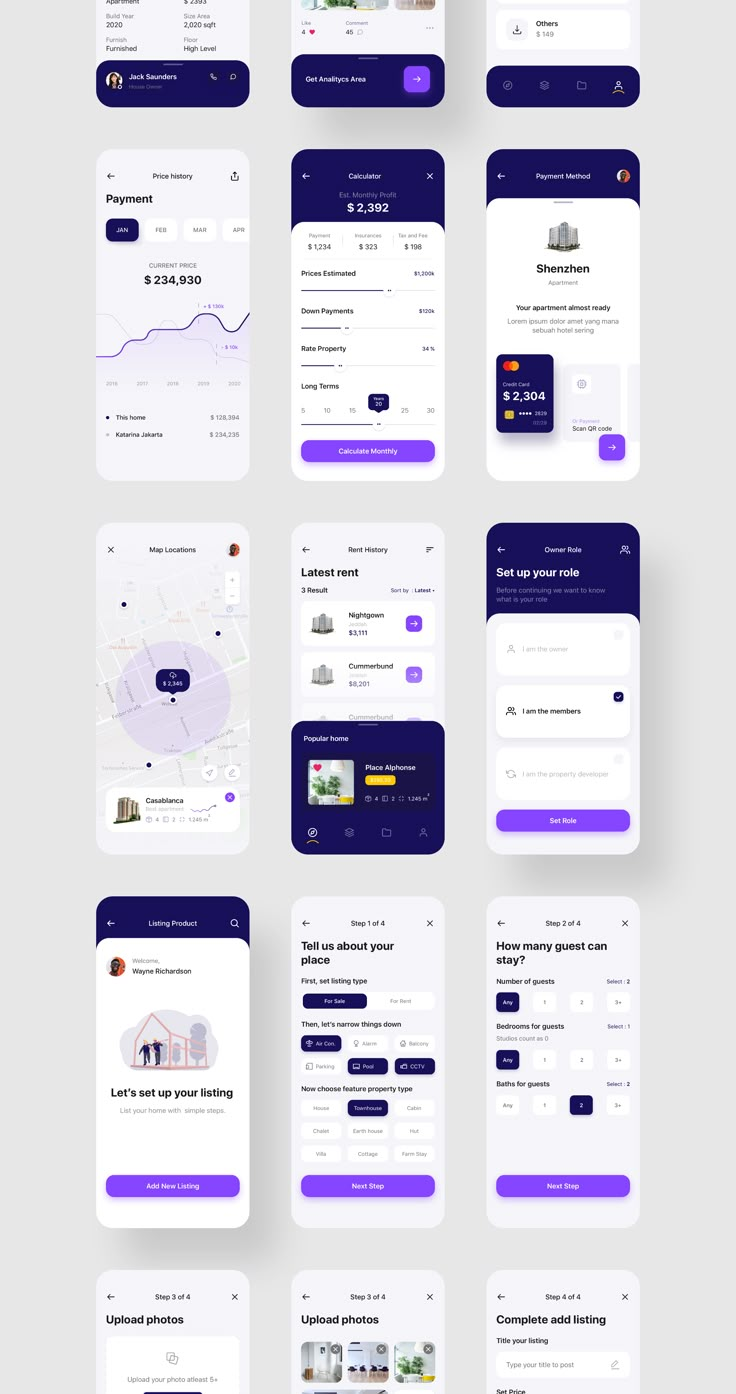 Apartment
$ 2393
Build Year
Size Area
2020
2,020 sqft
Furnish
Floor
Furnished
High Level
Jack Saunders
House Owner
Like
Comment
4
45
Get Analitycs Area
Others
$ 149
Price history
Payment
JAN
FEB
MAR
APR
CURRENT PRICE
$ 234,930
+ $ 130k
- $ 10k
2016
2017
2018
2019
2020
This home
$ 128,394
Katarina Jakarta
$ 234,235
Calculator
Est. Monthly Profit
$ 2,392
Payment
Insurances
Tax and Fee
$ 1,234
$ 323
$ 198
Prices Estimated
$1,200k
Down Payments
$120k
Rate Property
34 %
Long Terms
Years
20
5
10
15
25
30
Calculate Monthly
Payment Method
Shenzhen
Apartment
Your apartment almost ready
Lorem ipsum dolor amet yang mana
sebuah hotel sering
Credit Card
$ 2,304
2829
Or Payment
Scan QR code
Map Locations
$ 2,345
Casablanca
Rest apartment
4
2
1.245 m2
Rent History
Latest rent
3 Result
Sort by : Latest
Nightgown
$3,111
Cummerbund
$8,201
Cummerbund
Popular home
Place Alphonse
4
2
1.245 m2
Owner Role
Set up your role
Before continuing we want to know
what is your role
I am the owner
I am the members
I am the property developer
Set Role
Listing Product
Welcome,
Wayne Richardson
Let's set up your listing
List your home with simple steps.
Add New Listing
Step 1 of 4
Tell us about your
place
First, set listing type
For Sale
For Rent
Then, let's narrow things down
Air Con.
Alarm
Balcony
Parking
Pool
CCTV
Now choose feature property type
House
Townhouse
Cabin
Chalet
Earth house
Hut
Villa
Cottage
Farm Stay
Next Step
Step 2 of 4
How many guest can
stay?
Number of guests
Select : 2
Any
1
2
3+
Bedrooms for guests
Select : 1
Studios count as 0
Any
1
2
3+
Baths for guests
Select : 2
Any
1
2
3+
Next Step
Step 3 of 4
Upload photos
Upload your photo atleast 5+
Step 3 of 4
Upload photos
Step 4 of 4
Complete add listing
Title your listing
Type your title to post
Set Price